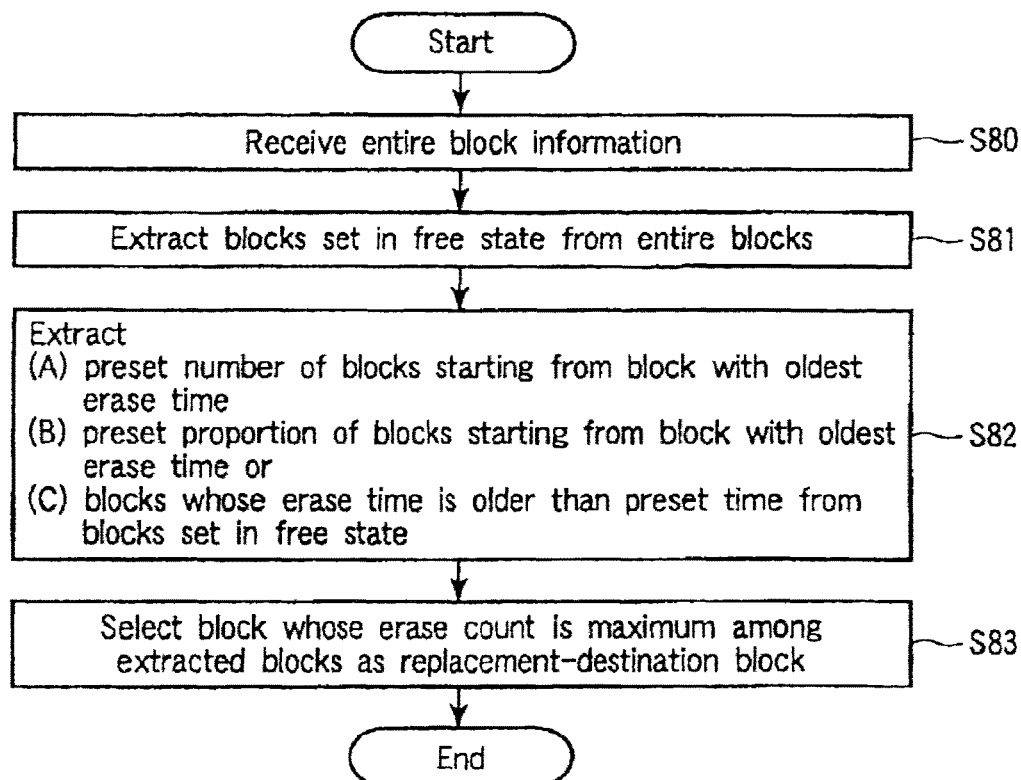 Start
Receive entire block information
S80
Extract blocks set in free state from entire blocks
S81
Extract
(A) preset number of blocks starting from block with oldest
erase time
(B) preset proportion of blocks starting from block with oldest
erase time or
(C) blocks whose erase time is older than preset time from
blocks set in free state
S82
Select block whose erase count is maximum among
extracted blocks as replacement-destination block
S83
End